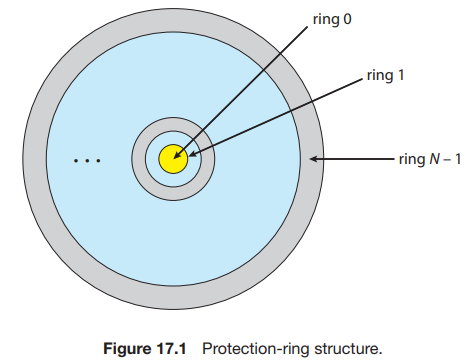 ring 0
ring 1
ring N – 1
...
Figure 17.1 Protection-ring structure.